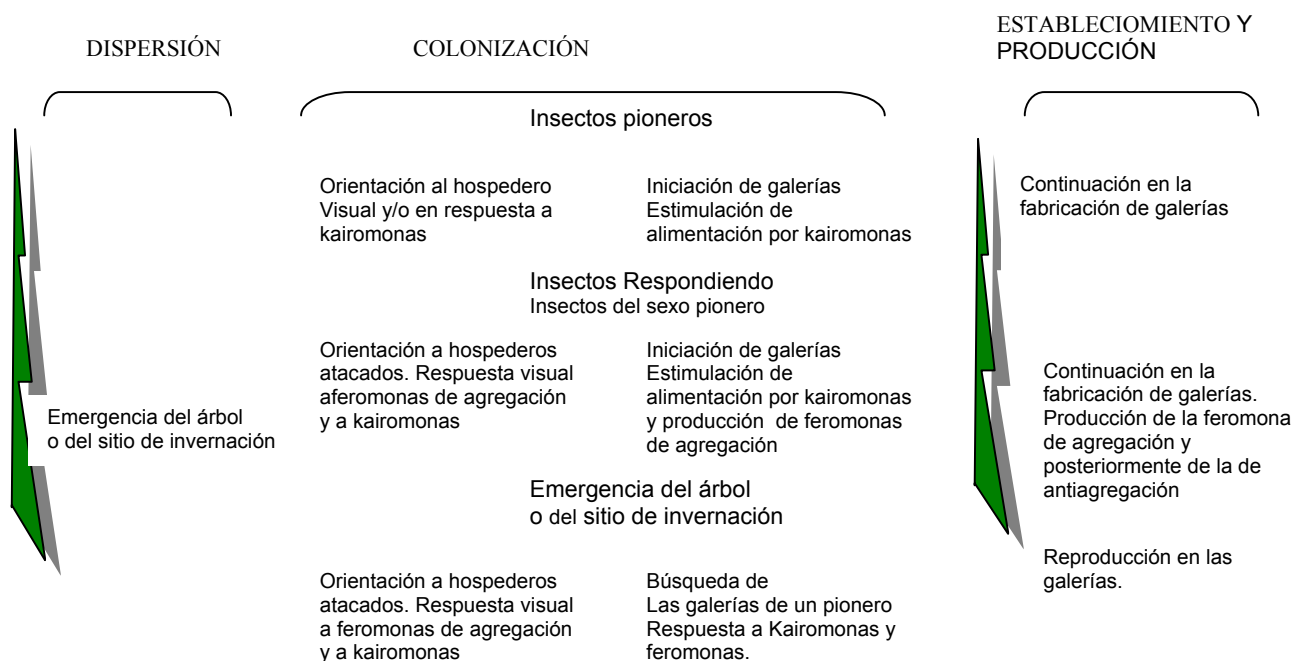 DISPERSIÓN
COLONIZACIÓN
ESTABLECIOMIENTO Y
PRODUCCIÓN
Insectos pioneros
Orientación al hospedero
Visual y/o en respuesta a
kairomonas
Iniciación de galerías
Estimulación de
alimentación por kairomonas
Continuación en la
fabricación de galerías
Insectos Respondiendo
Insectos del sexo pionero
Orientación a hospederos
atacados. Respuesta visual
aferomonas de agregación
y a kairomonas
Iniciación de galerías
Estimulación de
alimentación por kairomonas
y producción de feromonas
de agregación
Emergencia del árbol
o del sitio de invernación
Continuación en la
fabricación de galerías.
Producción de la feromona
de agregación y
posteriormente de la de
antiagregación
Emergencia del árbol
o del sitio de invernación
Orientación a hospederos
atacados. Respuesta visual
a feromonas de agregación
y a kairomonas
Búsqueda de
Las galerías de un pionero
Respuesta a Kairomonas y
feromonas.
Reproducción en las
galerías.